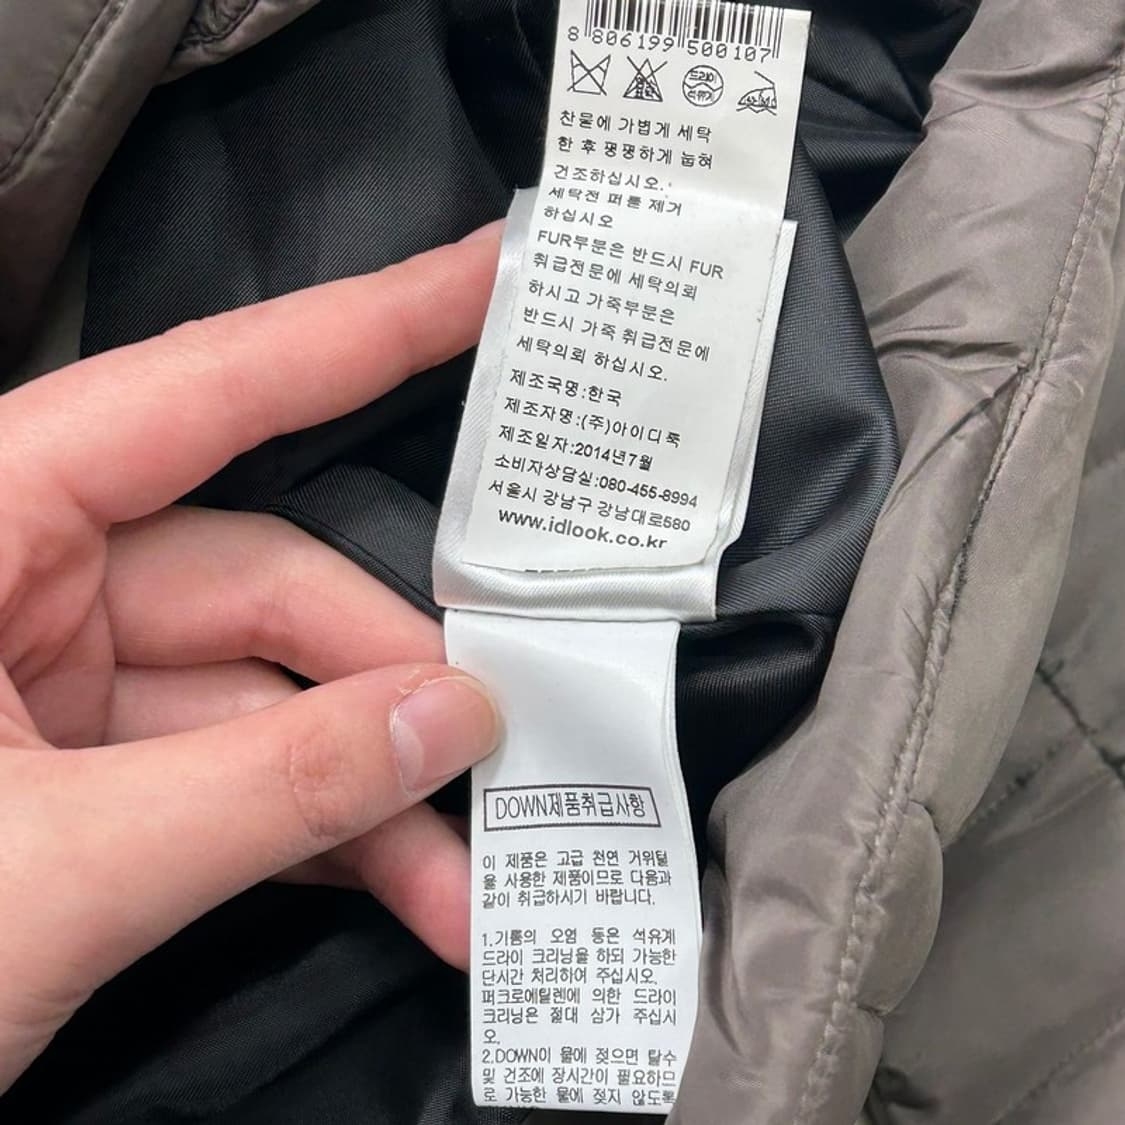 8 806199 500107
드라이
석유계
찬물에 가볍게 세탁
한 후 평평하게 눕혀
건조하십시오.
세탁전 퍼를 제거
하십시오
FUR부분은 반드시 FUR
취급전문에 세탁의뢰
하시고 가죽부분은
반드시 가죽 취급전문에
세탁의뢰 하십시오.
제조국명:한국
제조자명:(주)아이디룩
제조일자:2014년7월
소비자상담실:080-455-8994
서울시 강남구 강남대로580
www.idlook.co.kr
DOWN제품취급사항
이 제품은 고급 천연 거위털
을 사용한 제품이므로 다음과
같이 취급하시기 바랍니다.
1.기름의 오염 등은 석유계
드라이 크리닝을 하되 가능한
단시간 처리하여 주십시오.
퍼크로에틸렌에 의한 드라이
크리닝은 절대 삼가 주십시
오.
2.DOWN이 물에 젖으면 탈수
및 건조에 장시간이 필요하므
로 가능한 물에 젖지 않도록